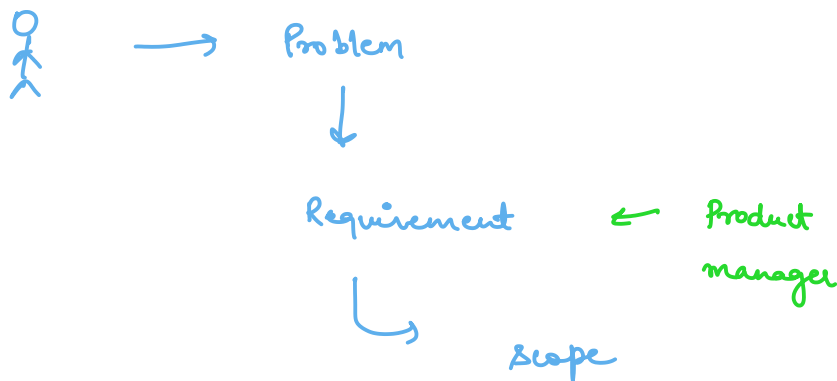 Problem
Requirement
Product
manager
scope